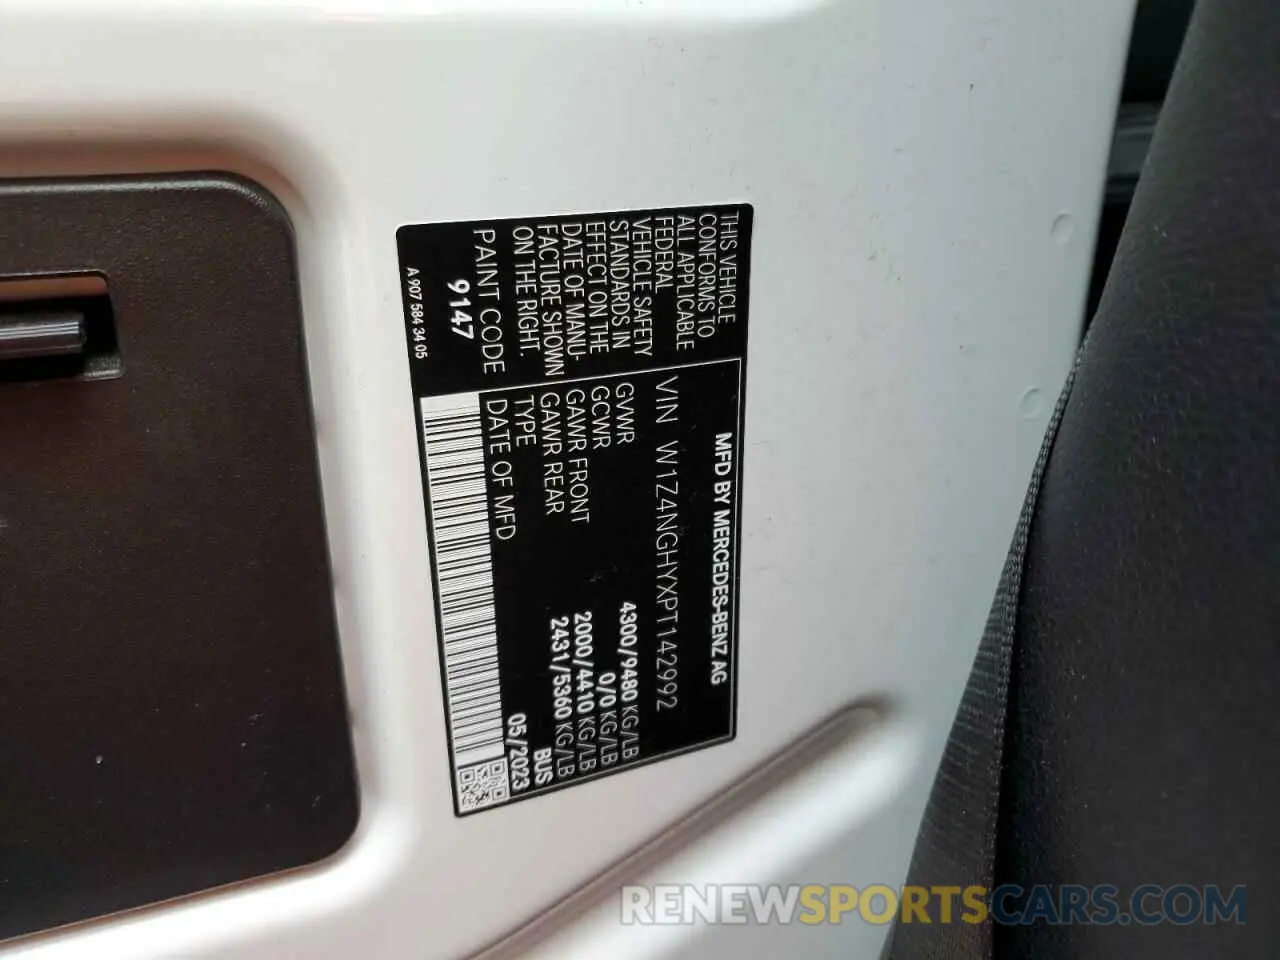 MFD BY MERCEDES-BENZ AG
VIN W1Z4NGHYXPT142992
GVWR 4300/9480 KG/LB
GCWR 0/0 KG/LB
GAWR FRONT 2000/4410 KG/LB
GAWR REAR 2431/5360 KG/LB
TYPE BUS
DATE OF MFD 05/2023
THIS VEHICLE
CONFORMS TO
ALL APPLICABLE
FEDERAL
VEHICLE SAFETY
STANDARDS IN
EFFECT ON THE
DATE OF MANU-
FACTURE SHOWN
ON THE RIGHT.
PAINT CODE
9147
A 907 584 34 05
RENEWSPORTSCARS.COM